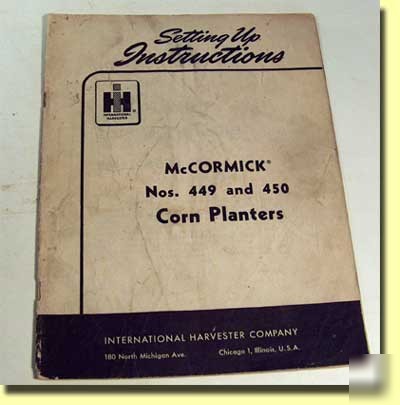 Setting Up
Instructions
IH
INTERNATIONAL
HARVESTER
McCORMICK®
Nos. 449 and 450
Corn Planters
INTERNATIONAL HARVESTER COMPANY
180 North Michigan Ave. Chicago 1, Illinois, U.S.A.